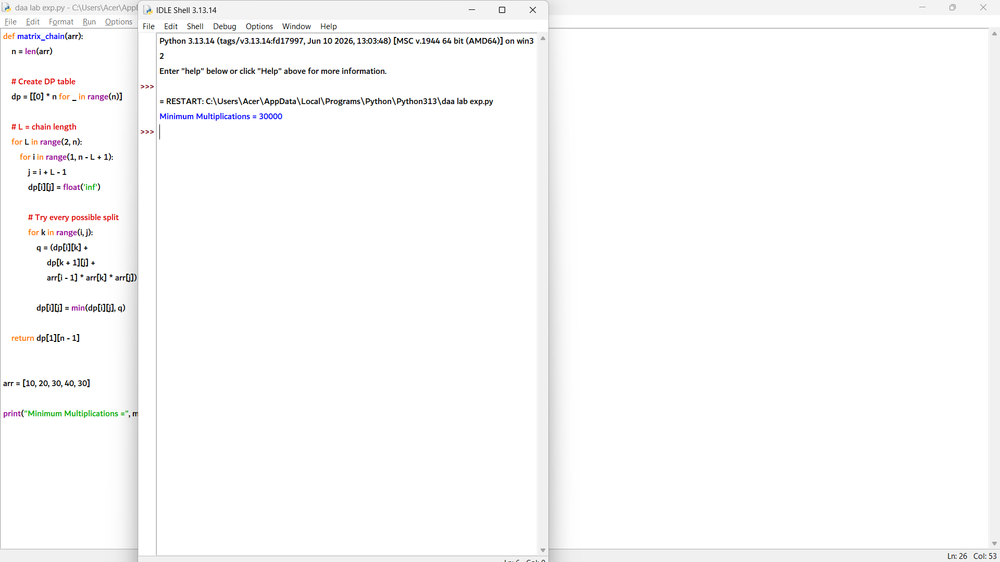 daa lab exp.py - C:\Users\Acer\AppD
File Edit Format Run Options
def matrix_chain(arr):
n = len(arr)
# Create DP table
dp = [[0] * n for _ in range(n)]
# L = chain length
for L in range(2, n):
for i in range(1, n - L + 1):
j = i + L - 1
dp[i][j] = float('inf')
# Try every possible split
for k in range(i, j):
q = (dp[i][k] +
dp[k + 1][j] +
arr[i - 1] * arr[k] * arr[j])
dp[i][j] = min(dp[i][j], q)
return dp[1][n - 1]
arr = [10, 20, 30, 40, 30]
print("Minimum Multiplications =", m
IDLE Shell 3.13.14
File Edit Shell Debug Options Window Help
Python 3.13.14 (tags/v3.13.14:fd17997, Jun 10 2026, 13:03:48) [MSC v.1944 64 bit (AMD64)] on win3
2
Enter "help" below or click "Help" above for more information.
>>>
= RESTART: C:\Users\Acer\AppData\Local\Programs\Python\Python313\daa lab exp.py
Minimum Multiplications = 30000
>>>
Ln: 26 Col: 53